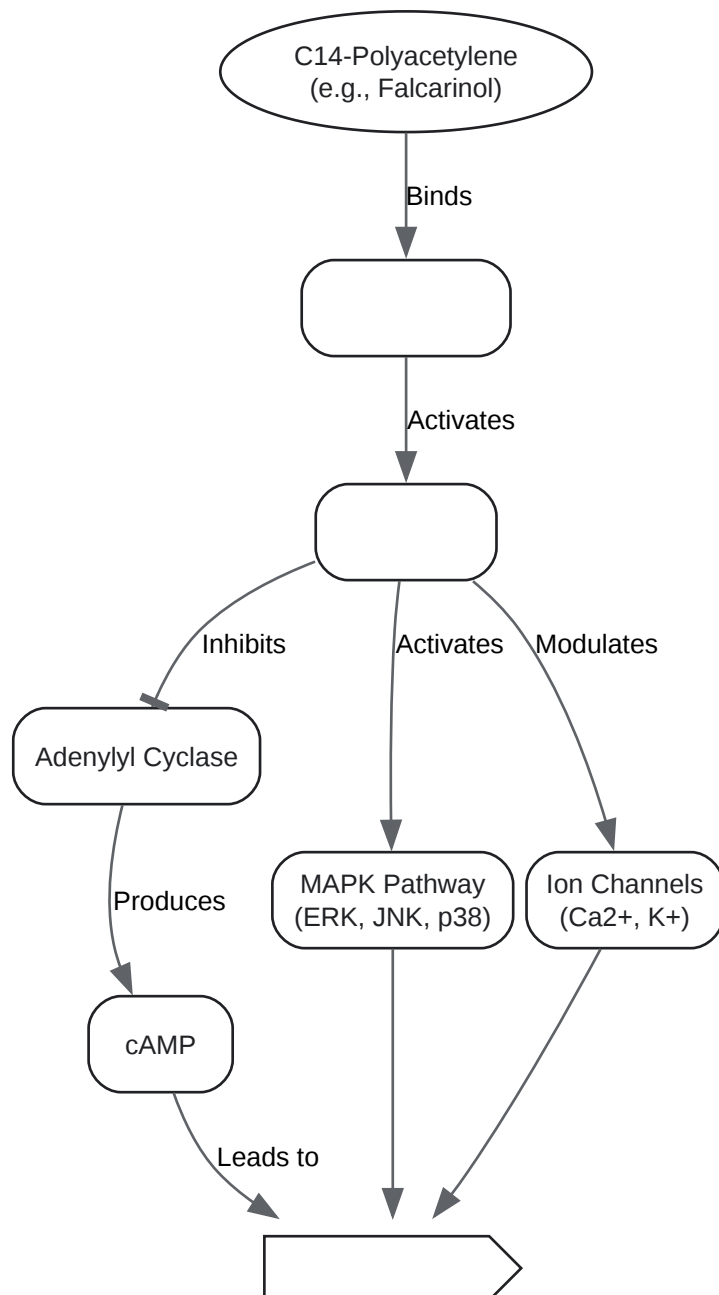 C14-Polyacetylene
(e.g., Falcarinol)
Binds
Activates
Inhibits
Activates
Modulates
Adenylyl Cyclase
Produces
MAPK Pathway
(ERK, JNK, p38)
Ion Channels
(Ca2+, K+)
cAMP
Leads to